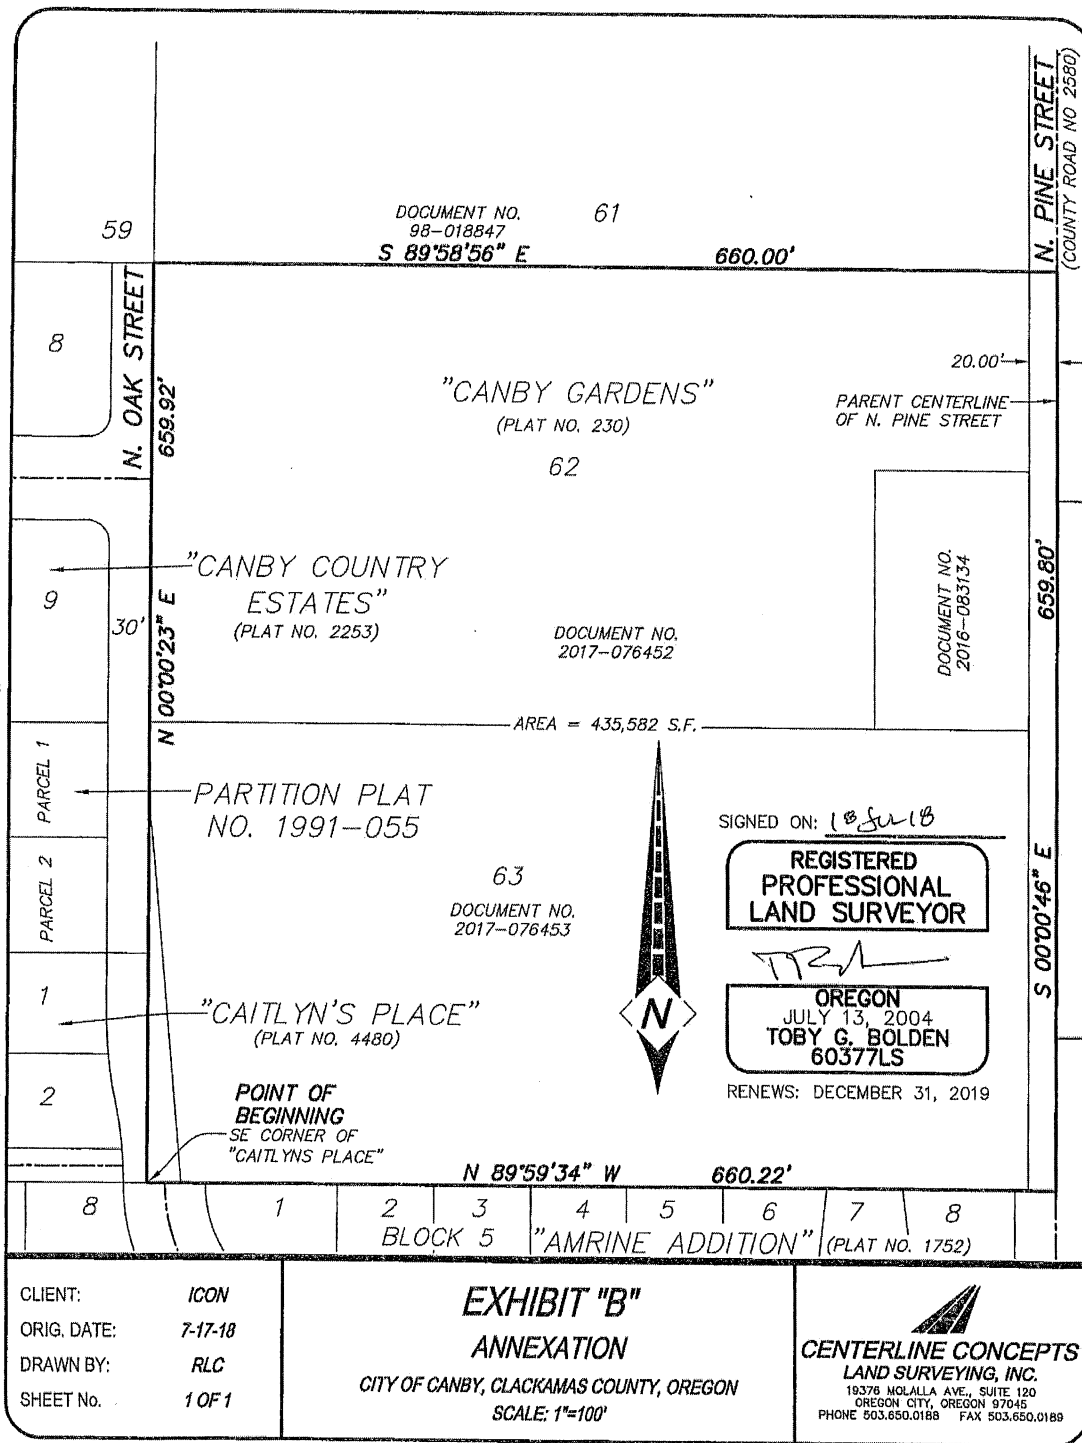 N. PINE STREET
(COUNTY ROAD NO 2580)
59
DOCUMENT NO.
98-018847
61
S 89°58'56" E 660.00'
8
N. OAK STREET
659.92'
"CANBY GARDENS"
(PLAT NO. 230)
62
20.00'
PARENT CENTERLINE
OF N. PINE STREET
9
"CANBY COUNTRY
ESTATES"
(PLAT NO. 2253)
30'
N 00°00'23" E
DOCUMENT NO.
2017-076452
DOCUMENT NO.
2016-083134
659.80'
AREA = 435,582 S.F.
PARCEL 1
PARTITION PLAT
NO. 1991-055
PARCEL 2
63
DOCUMENT NO.
2017-076453
SIGNED ON: 18 Jul 18
REGISTERED
PROFESSIONAL
LAND SURVEYOR
S 00°00'46" E
1
"CAITLYN'S PLACE"
(PLAT NO. 4480)
N
OREGON
JULY 13, 2004
TOBY G. BOLDEN
60377LS
RENEWS: DECEMBER 31, 2019
2
POINT OF
BEGINNING
SE CORNER OF
"CAITLYNS PLACE"
N 89°59'34" W 660.22'
8 1 2 3 4 5 6 7 8
BLOCK 5 "AMRINE ADDITION" (PLAT NO. 1752)
CLIENT: ICON
ORIG. DATE: 7-17-18
DRAWN BY: RLC
SHEET No. 1 OF 1
EXHIBIT "B"
ANNEXATION
CITY OF CANBY, CLACKAMAS COUNTY, OREGON
SCALE: 1"=100'
CENTERLINE CONCEPTS
LAND SURVEYING, INC.
19376 MOLALLA AVE., SUITE 120
OREGON CITY, OREGON 97045
PHONE 503.650.0188 FAX 503.650.0189